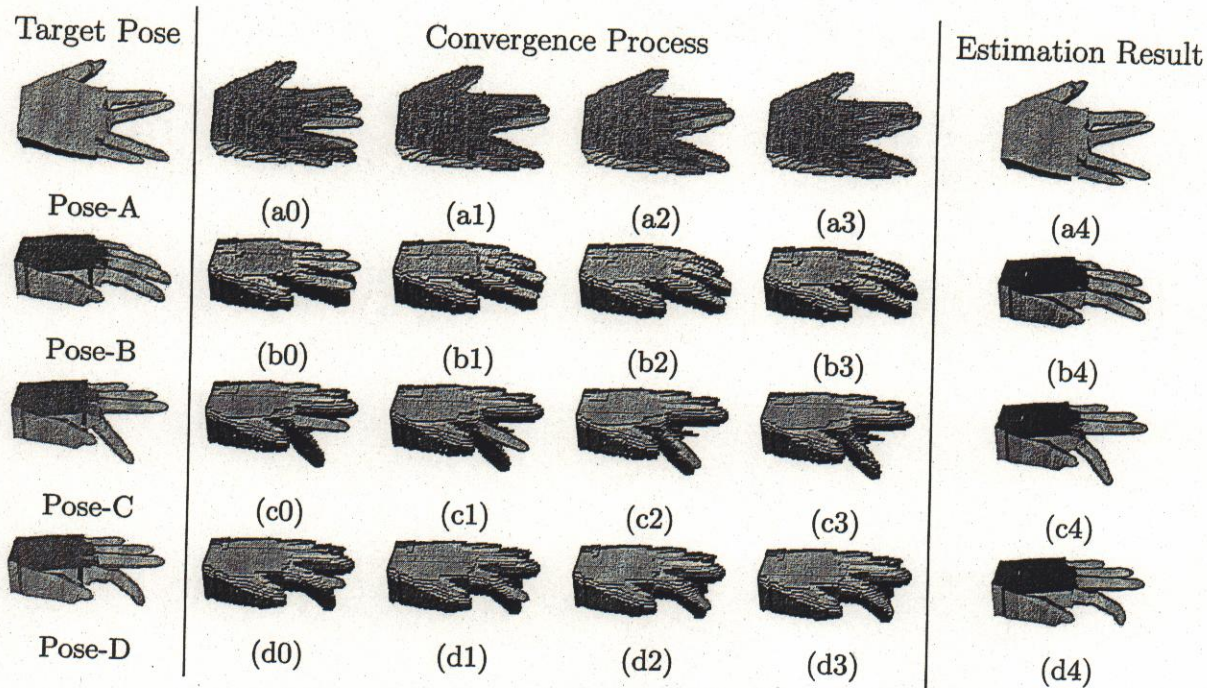 Target Pose
Convergence Process
Estimation Result
Pose-A
(a0)
(a1)
(a2)
(a3)
(a4)
Pose-B
(b0)
(b1)
(b2)
(b3)
(b4)
Pose-C
(c0)
(c1)
(c2)
(c3)
(c4)
Pose-D
(d0)
(d1)
(d2)
(d3)
(d4)